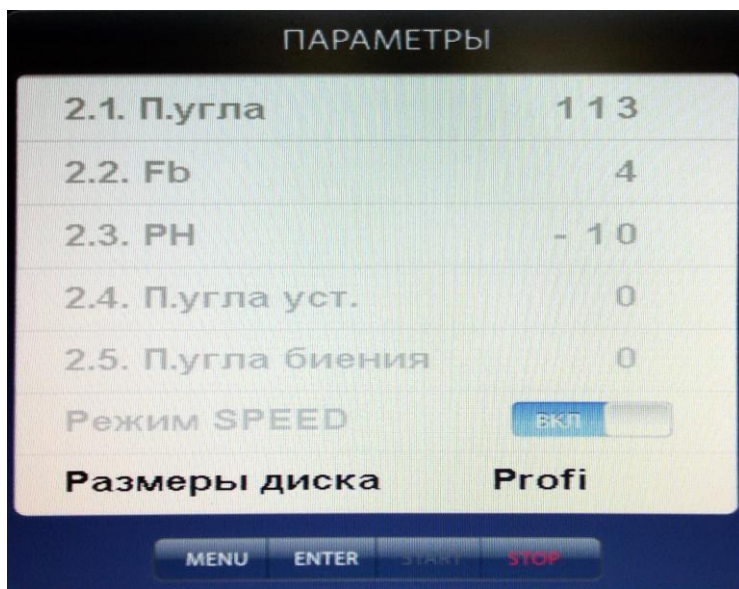 ПАРАМЕТРЫ
2.1. П.угла 113
2.2. Fb 4
2.3. PH - 10
2.4. П.угла уст. 0
2.5. П.угла биения 0
Режим SPEED ВКЛ
Размеры диска Profi
MENU ENTER START STOP